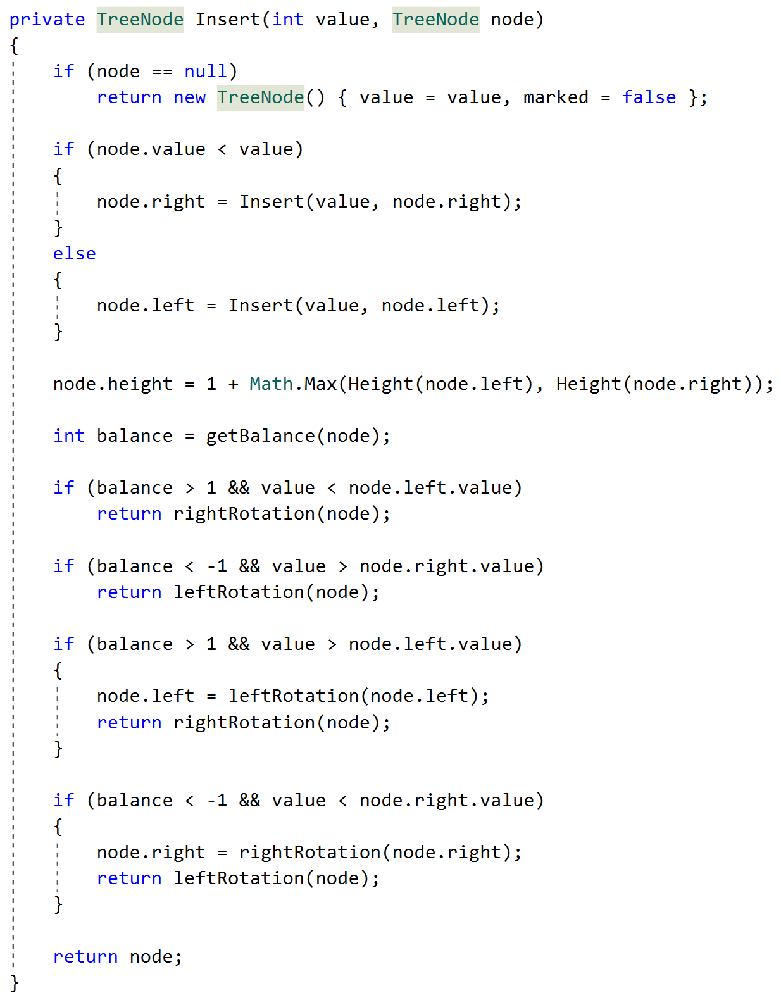 private TreeNode Insert(int value, TreeNode node)
{
    if (node == null)
        return new TreeNode() { value = value, marked = false };

    if (node.value < value)
    {
        node.right = Insert(value, node.right);
    }
    else
    {
        node.left = Insert(value, node.left);
    }

    node.height = 1 + Math.Max(Height(node.left), Height(node.right));

    int balance = getBalance(node);

    if (balance > 1 && value < node.left.value)
        return rightRotation(node);

    if (balance < -1 && value > node.right.value)
        return leftRotation(node);

    if (balance > 1 && value > node.left.value)
    {
        node.left = leftRotation(node.left);
        return rightRotation(node);
    }

    if (balance < -1 && value < node.right.value)
    {
        node.right = rightRotation(node.right);
        return leftRotation(node);
    }

    return node;
}